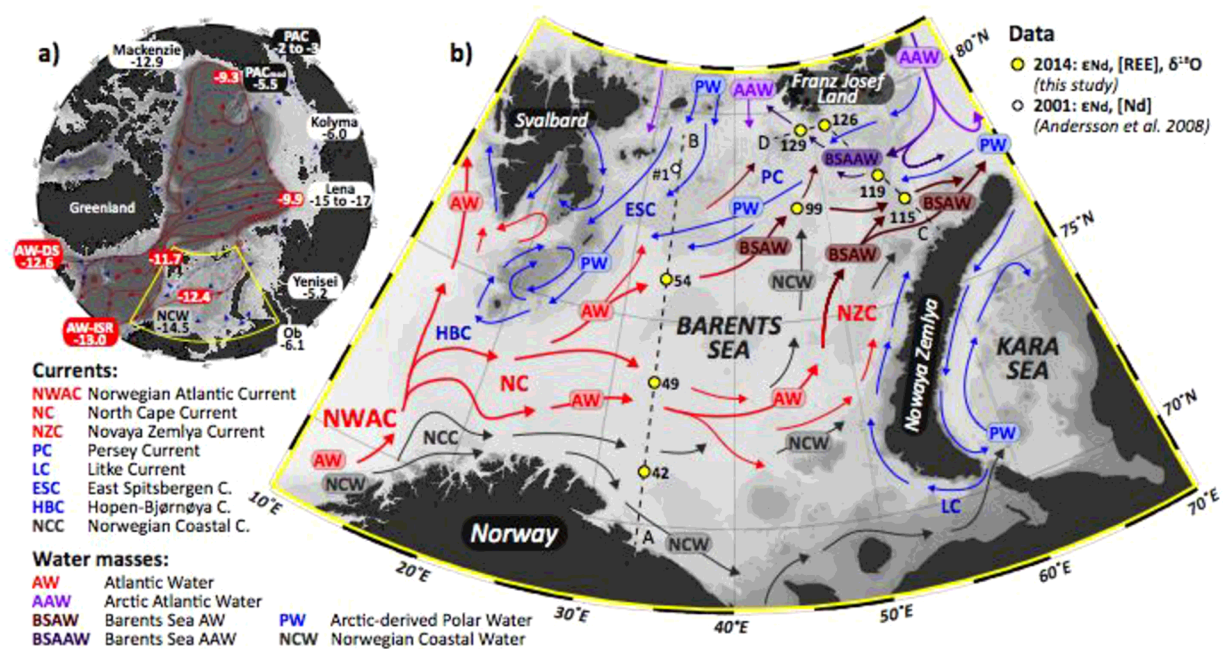 a)
Mackenzie
-12.9
PAC
-2 to -3
-9.3
PACmod
-5.5
Kolyma
-6.0
Lena
-15 to -17
-9.9
Greenland
AW-DS
-12.6
-11.7
-12.4
NCW
-14.5
Yenisei
-5.2
AW-ISR
-13.0
Ob
-6.1
Currents:
NWAC Norwegian Atlantic Current
NC North Cape Current
NZC Novaya Zemlya Current
PC Persey Current
LC Litke Current
ESC East Spitsbergen C.
HBC Hopen-Bjørnøya C.
NCC Norwegian Coastal C.
Water masses:
AW Atlantic Water
AAW Arctic Atlantic Water
BSAW Barents Sea AW
BSAAW Barents Sea AAW
PW Arctic-derived Polar Water
NCW Norwegian Coastal Water
b)
Svalbard
PW
AAW
Franz Josef
Land
AAW
80°N
B
D
129
126
#1
PC
BSAAW
PW
119
AW
ESC
PW
99
115
BSAW
C
BSAW
BSAW
75°N
PW
54
NCW
HBC
AW
BARENTS
SEA
NZC
Novaya Zemlya
KARA
SEA
NC
49
NWAC
AW
AW
70°N
NCC
NCW
PW
AW
NCW
42
10°E
LC
70°E
Norway
A
NCW
20°E
30°E
40°E
50°E
60°E
Data
2014: εNd, [REE], δ¹⁸O
(this study)
2001: εNd, [Nd]
(Andersson et al. 2008)